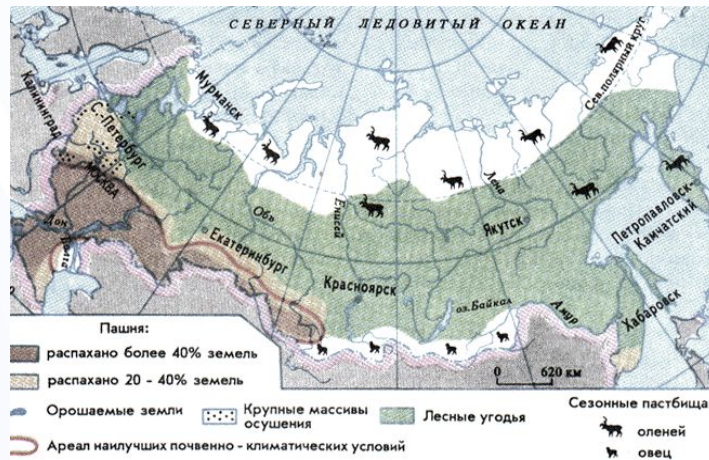 СЕВЕРНЫЙ ЛЕДОВИТЫЙ ОКЕАН
Сев.полярный круг
Мурманск
Калининград
С-Петербург
МОСКВА
Дон
Волга
Обь
Енисей
Лена
Екатеринбург
Якутск
Петропавловск-
Камчатский
Красноярск
оз.Байкал
Амур
Хабаровск
0 620 км
Пашня:
распахано более 40% земель
распахано 20 - 40% земель
Орошаемые земли
Крупные массивы
осушения
Лесные угодья
Ареал наилучших почвенно - климатических условий
Сезонные пастбища
оленей
овец